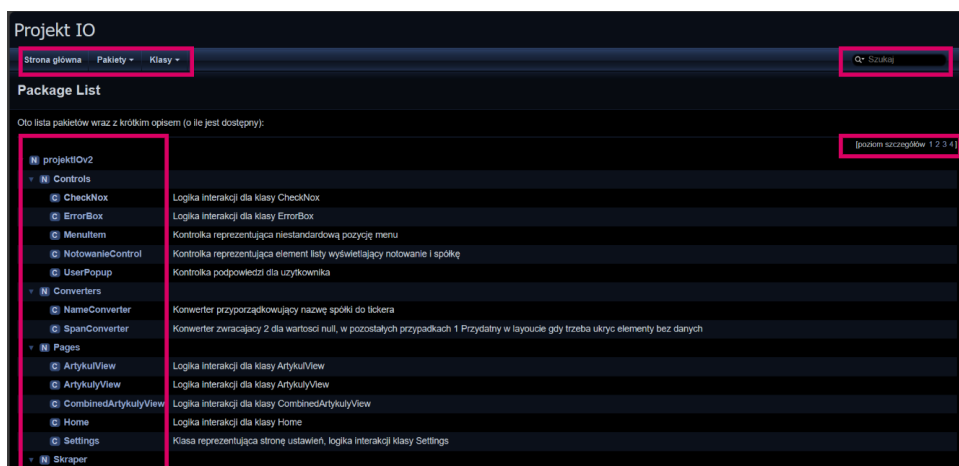 Projekt IO
Strona główna Pakiety Klasy Szukaj
Package List
Oto lista pakietów wraz z krótkim opisem (o ile jest dostępny):
[poziom szczegółów 1 2 3 4]
N projektIOv2
N Controls
C CheckNox Logika interakcji dla klasy CheckNox
C ErrorBox Logika interakcji dla klasy ErrorBox
C MenuItem Kontrolka reprezentująca niestandardową pozycję menu
C NotowanieControl Kontrolka reprezentująca element listy wyświetlający notowanie i spółkę
C UserPopup Kontrolka podpowiedzi dla uzytkownika
N Converters
C NameConverter Konwerter przyporządkowujący nazwę spółki do tickera
C SpanConverter Konwerter zwracajacy 2 dla wartosci null, w pozostałych przypadkach 1 Przydatny w layoucie gdy trzeba ukryc elementy bez danych
N Pages
C ArtykulView Logika interakcji dla klasy ArtykulView
C ArtykulyView Logika interakcji dla klasy ArtykulyView
C CombinedArtykulyView Logika interakcji dla klasy CombinedArtykulyView
C Home Logika interakcji dla klasy Home
C Settings Klasa reprezentująca stronę ustawień, logika interakcji klasy Settings
N Skraper